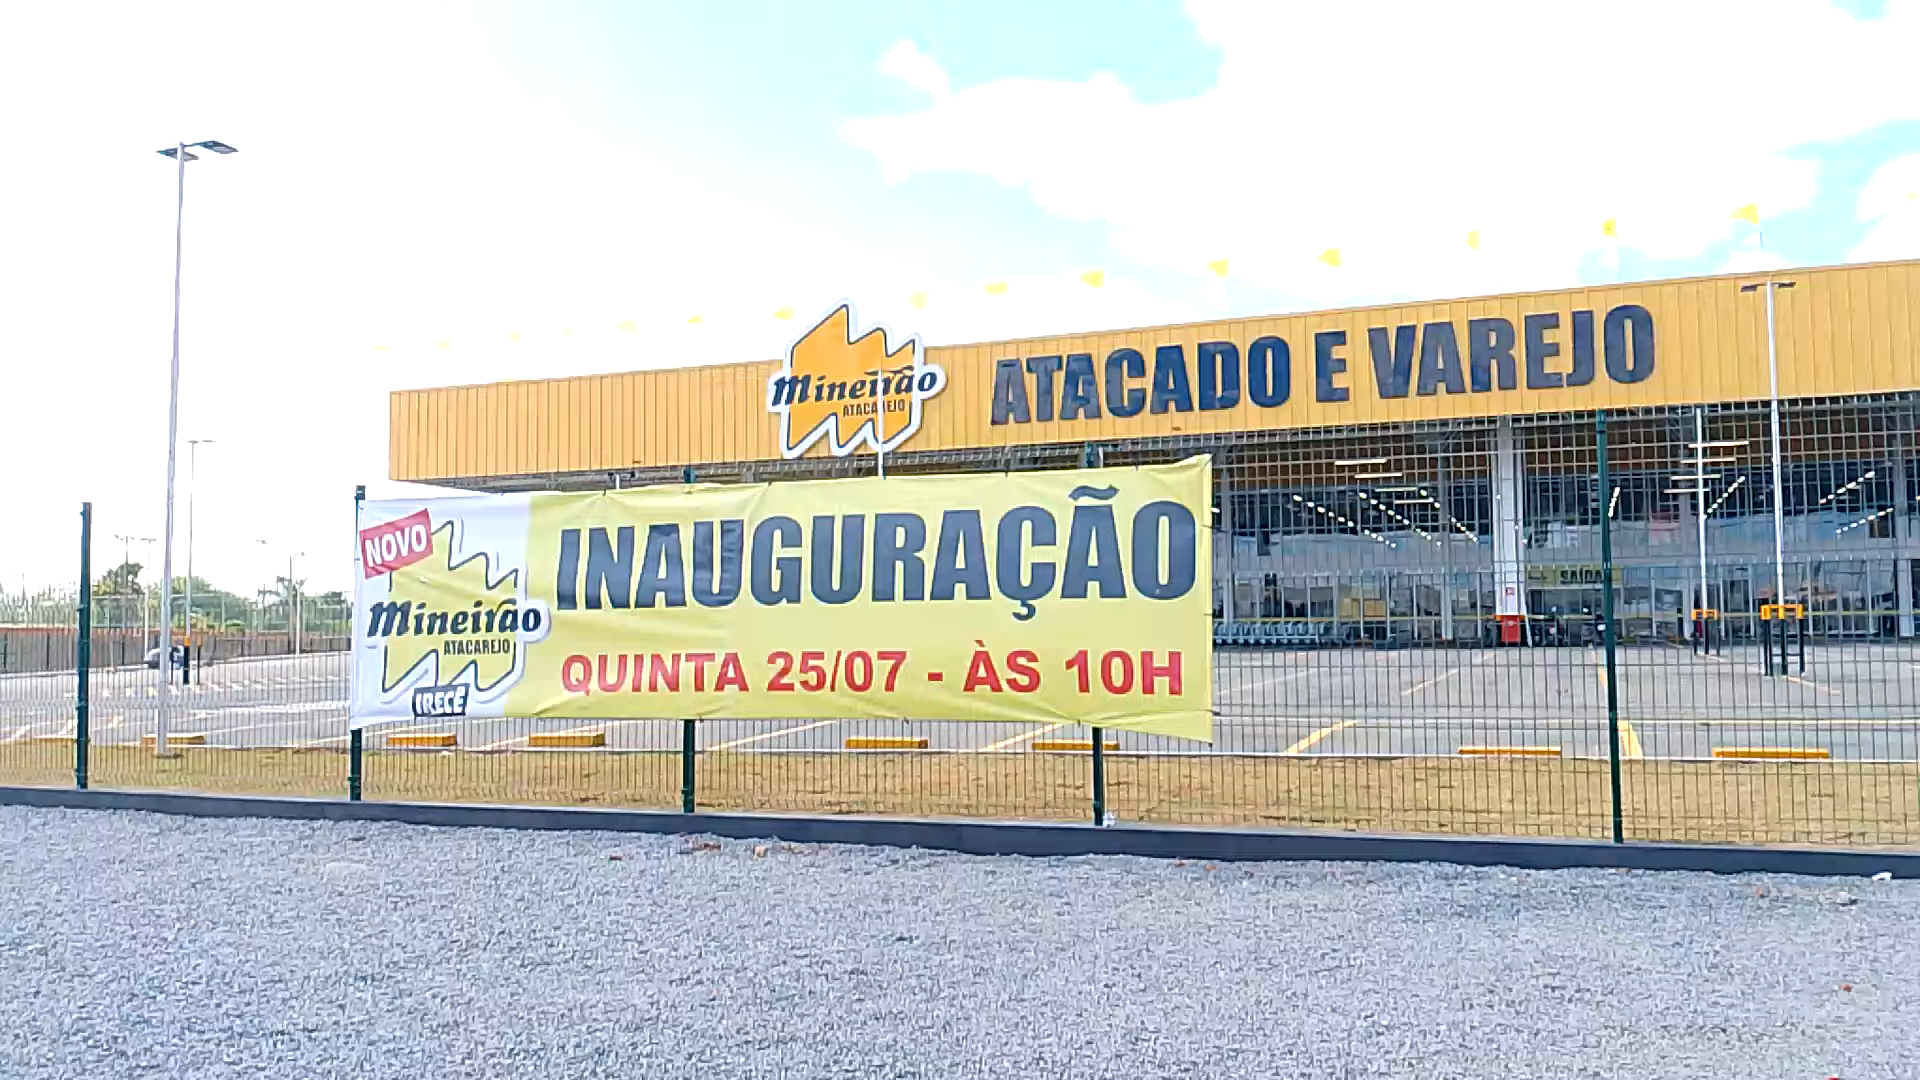 Mineirão
ATACAREJO
ATACADO E VAREJO
NOVO
Mineirão
ATACAREJO
IRECÊ
INAUGURAÇÃO
QUINTA 25/07 - ÀS 10H
SAÍDA